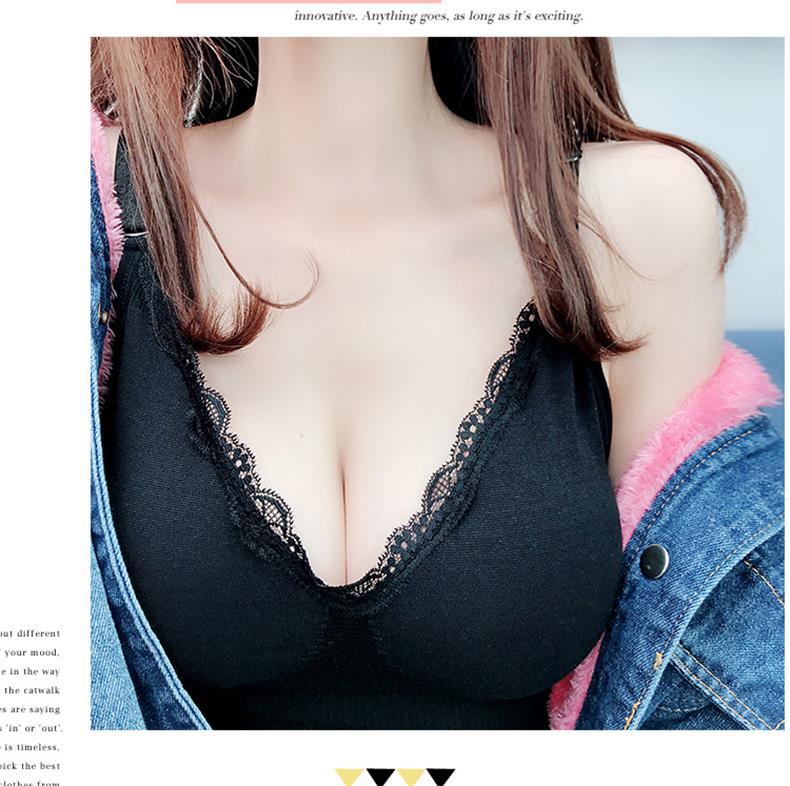 innovative. Anything goes, as long as it's exciting.
out different
your mood,
e in the way
the catwalk
es are saying
s 'in' or 'out'.
is timeless,
pick the best
clothes from